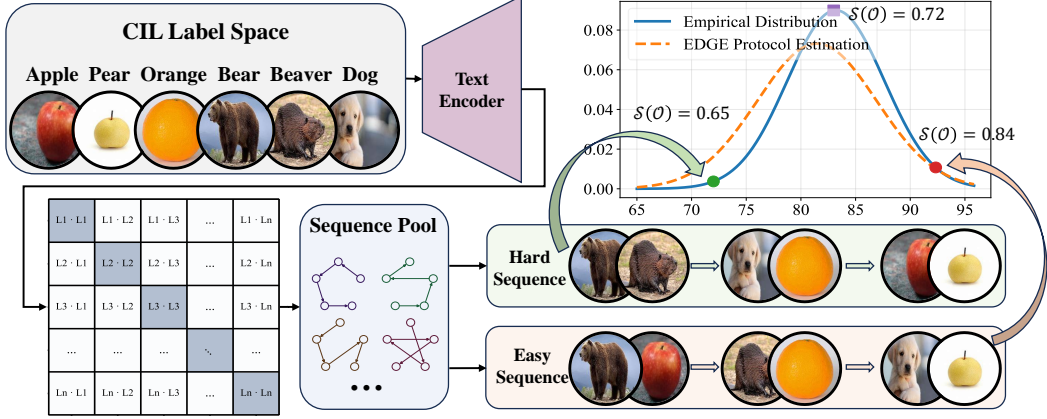 CIL Label Space
Apple Pear Orange Bear Beaver Dog
Text
Encoder
Empirical Distribution
EDGE Protocol Estimation
S(O) = 0.72
S(O) = 0.65
S(O) = 0.84
0.08
0.06
0.04
0.02
0.00
65 70 75 80 85 90 95
L1 · L1 L1 · L2 L1 · L3 ... L1 · Ln
L2 · L1 L2 · L2 L2 · L3 ... L2 · Ln
L3 · L1 L3 · L2 L3 · L3 ... L3 · Ln
... ... ... ⋱ ...
Ln · L1 Ln · L2 Ln · L3 ... Ln · Ln
Sequence Pool
•••
Hard
Sequence
Easy
Sequence